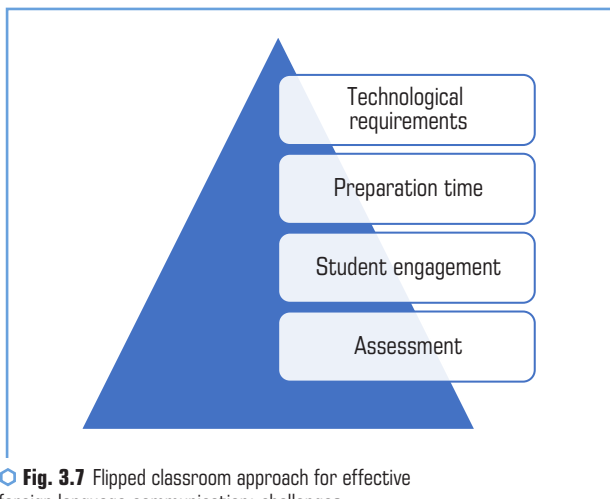 Technological
requirements
Preparation time
Student engagement
Assessment
Fig. 3.7 Flipped classroom approach for effective